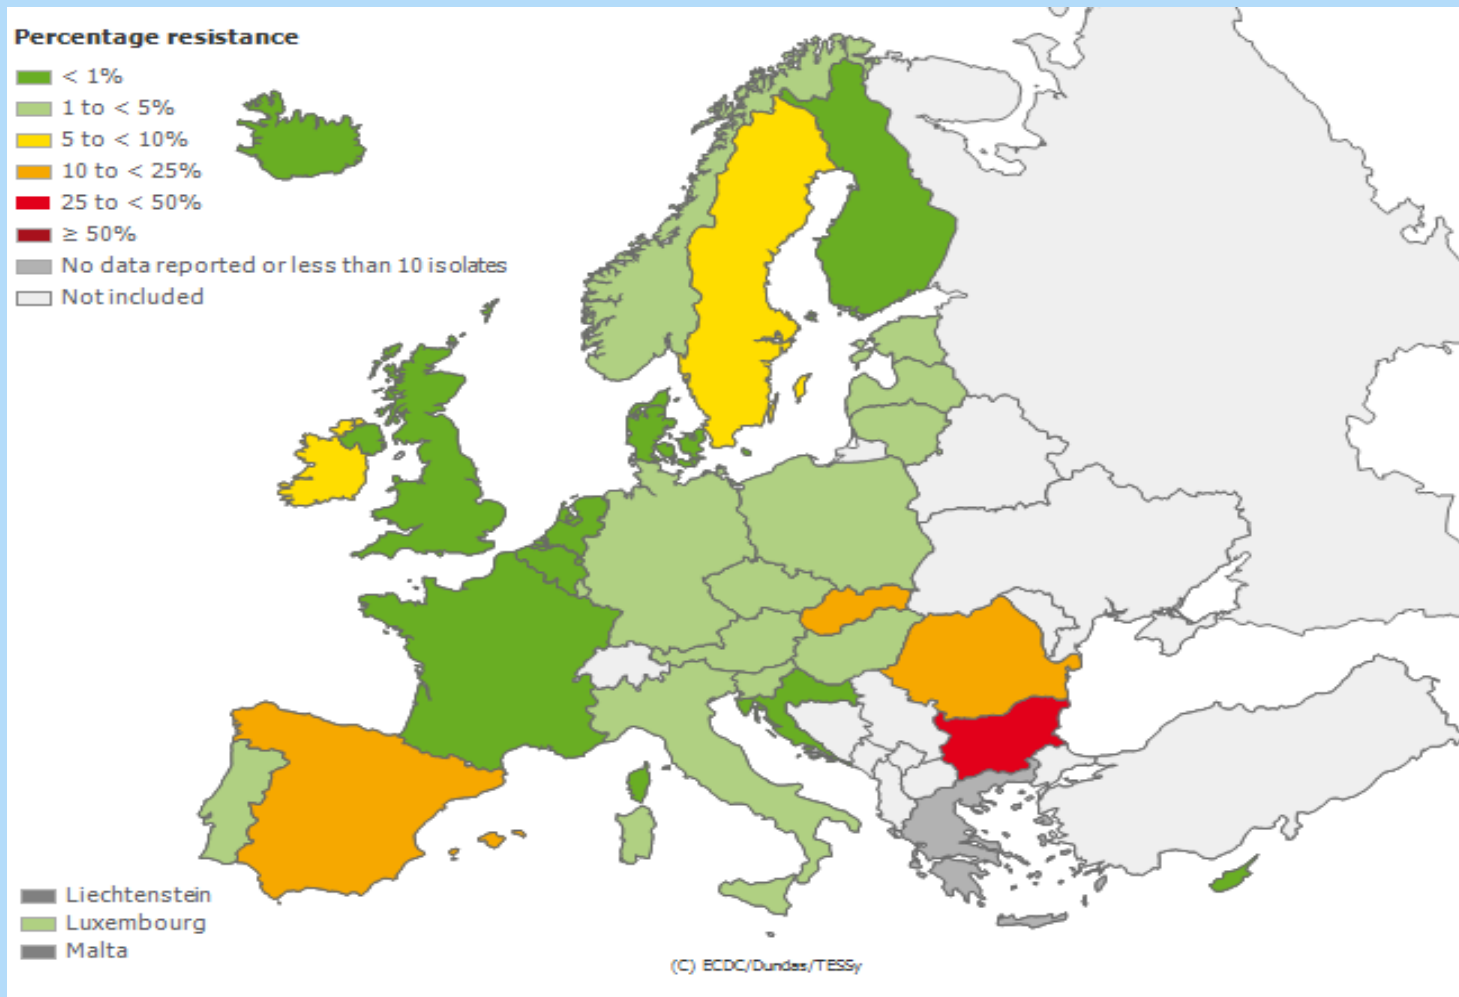 Percentage resistance
< 1%
1 to < 5%
5 to < 10%
10 to < 25%
25 to < 50%
≥ 50%
No data reported or less than 10 isolates
Not included
Liechtenstein
Luxembourg
Malta
(C) ECDC/Dundas/TESSy